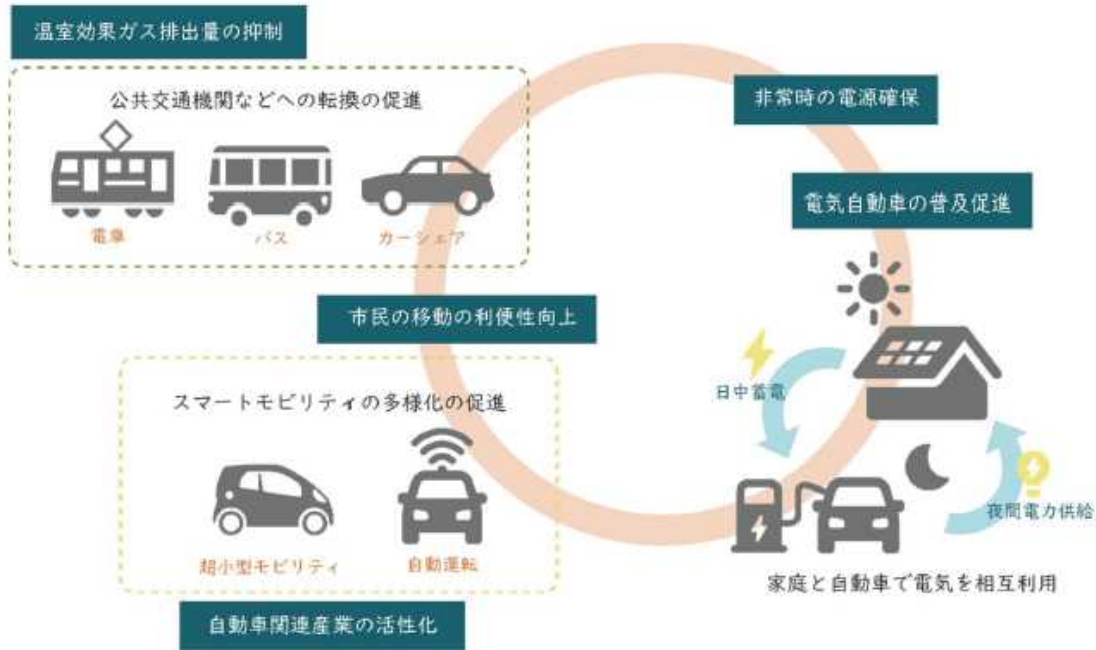 温室効果ガス排出量の抑制
公共交通機関などへの転換の促進
電車
バス
カーシェア
市民の移動の利便性向上
スマートモビリティの多様化の促進
超小型モビリティ
自動運転
自動車関連産業の活性化
非常時の電源確保
電気自動車の普及促進
日中蓄電
夜間電力供給
家庭と自動車で電気を相互利用